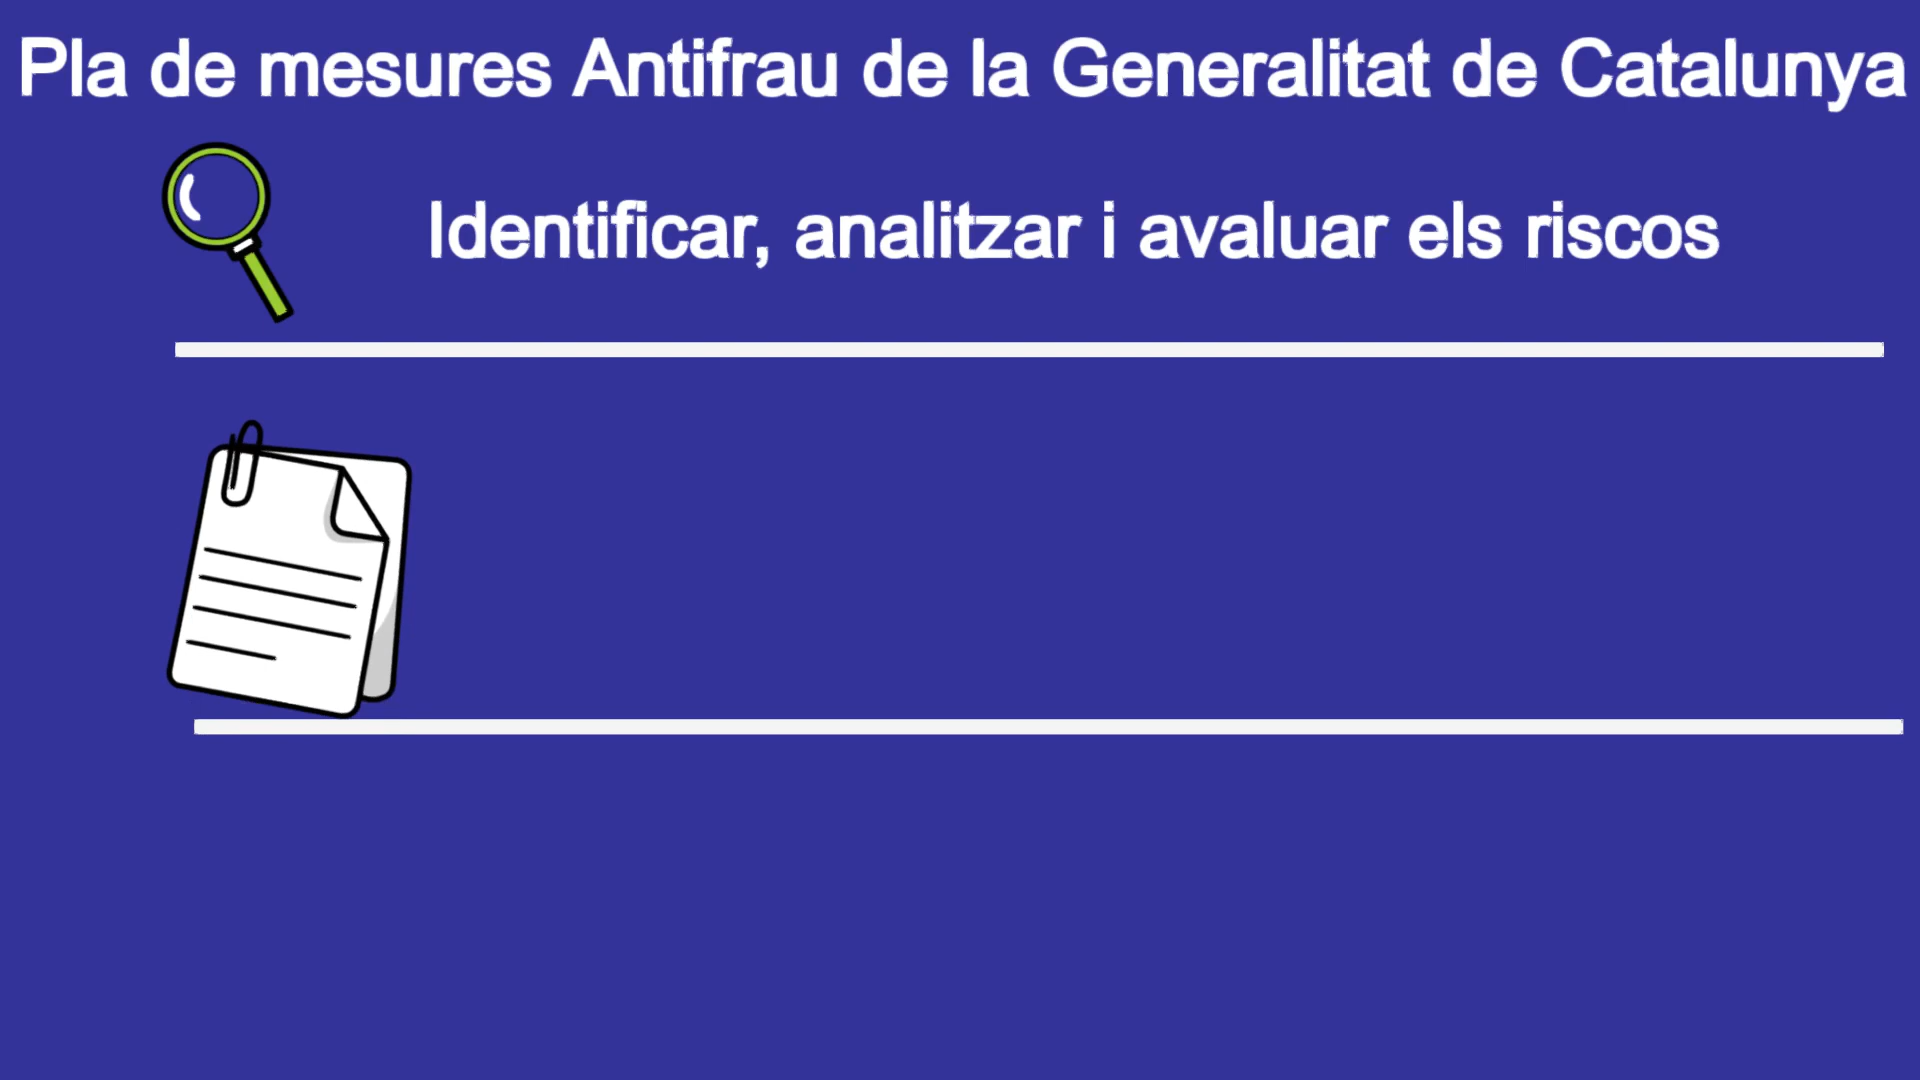 Pla de mesures Antifrau de la Generalitat de Catalunya
Identificar, analitzar i avaluar els riscos